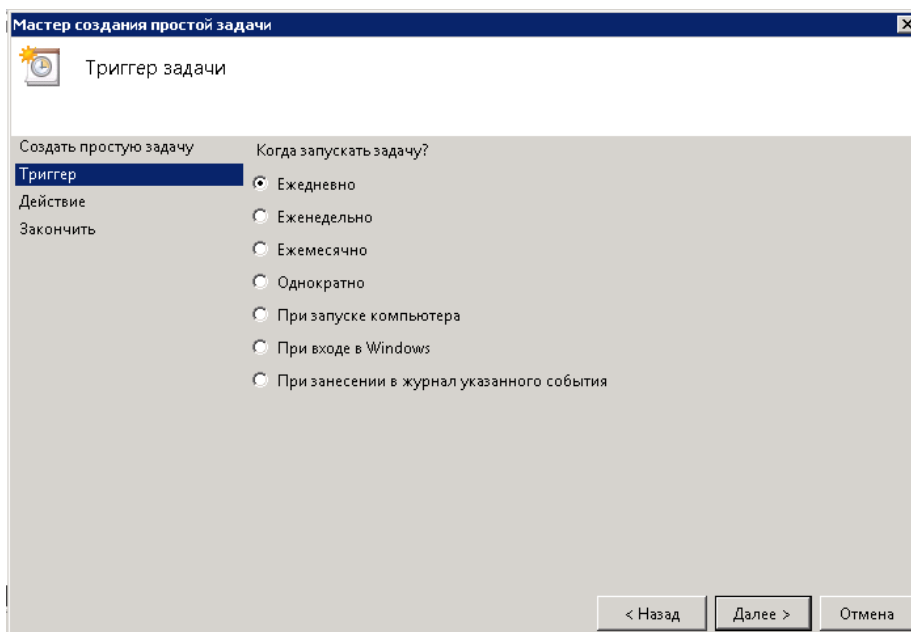 Мастер создания простой задачи
Триггер задачи
Создать простую задачу
Триггер
Действие
Закончить
Когда запускать задачу?
Ежедневно
Еженедельно
Ежемесячно
Однократно
При запуске компьютера
При входе в Windows
При занесении в журнал указанного события
< Назад
Далее >
Отмена